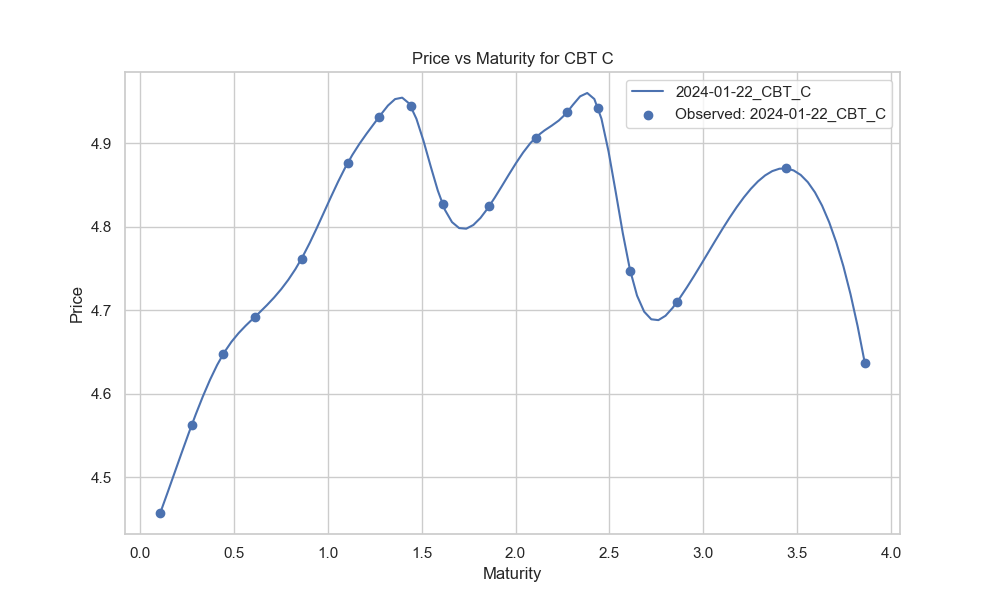 Price vs Maturity for CBT C
2024-01-22_CBT_C
Observed: 2024-01-22_CBT_C
Price
4.9
4.8
4.7
4.6
4.5
0.0 0.5 1.0 1.5 2.0 2.5 3.0 3.5 4.0
Maturity